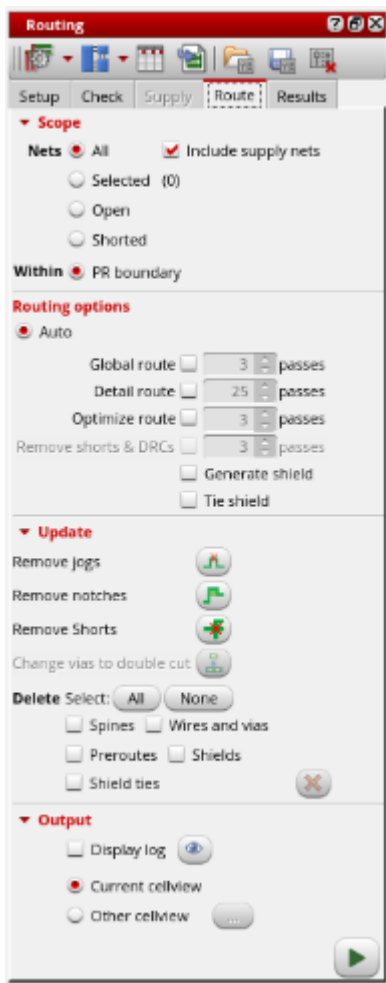 Routing
Setup Check Supply Route Results
Scope
Nets All Include supply nets
Selected (0)
Open
Shorted
Within PR boundary
Routing options
Auto
Global route 3 passes
Detail route 25 passes
Optimize route 3 passes
Remove shorts & DRCs 3 passes
Generate shield
Tie shield
Update
Remove jogs
Remove notches
Remove Shorts
Change vias to double cut
Delete Select: All None
Spines Wires and vias
Preroutes Shields
Shield ties
Output
Display log
Current cellview
Other cellview ...